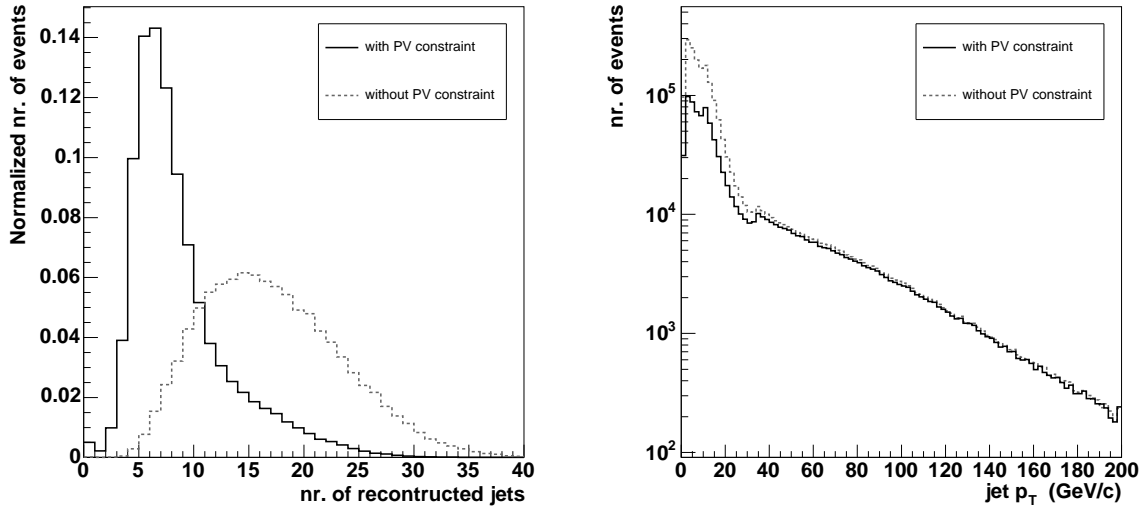 Normalized nr. of events
0.14
0.12
0.1
0.08
0.06
0.04
0.02
0
with PV constraint
without PV constraint
0 5 10 15 20 25 30 35 40
nr. of recontructed jets
nr. of events
10^5
10^4
10^3
10^2
with PV constraint
without PV constraint
0 20 40 60 80 100 120 140 160 180 200
jet p_T (GeV/c)